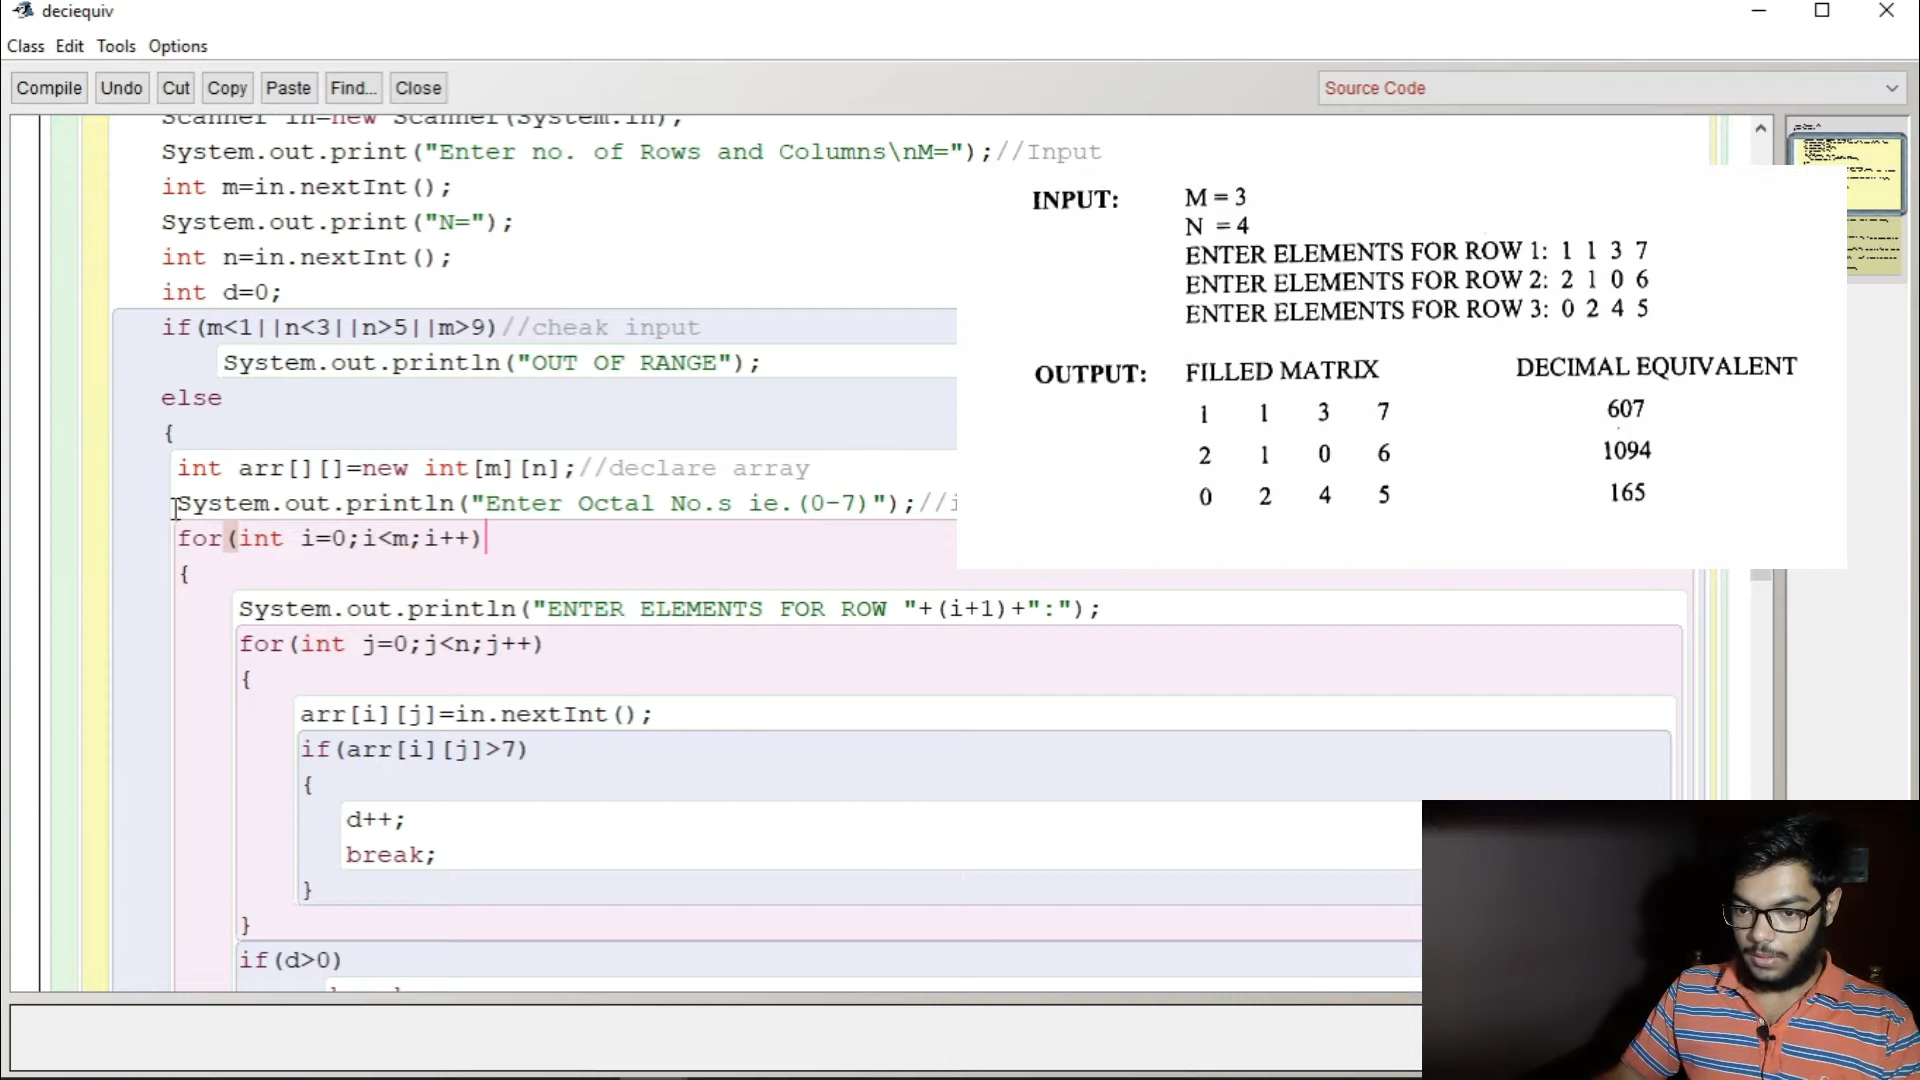 deciequiv
Class Edit Tools Options
Compile Undo Cut Copy Paste Find... Close Source Code
Scanner in=new Scanner(System.in);
System.out.print("Enter no. of Rows and Columns\nM=");//Input
int m=in.nextInt();
System.out.print("N=");
int n=in.nextInt();
int d=0;
if(m<1||n<3||n>5||m>9)//cheak input
System.out.println("OUT OF RANGE");
else
{
int arr[][]=new int[m][n];//declare array
System.out.println("Enter Octal No.s ie.(0-7)");//i
for(int i=0;i<m;i++)
{
System.out.println("ENTER ELEMENTS FOR ROW "+(i+1)+":");
for(int j=0;j<n;j++)
{
arr[i][j]=in.nextInt();
if(arr[i][j]>7)
{
d++;
break;
}
}
if(d>0)
INPUT: M = 3
N = 4
ENTER ELEMENTS FOR ROW 1: 1 1 3 7
ENTER ELEMENTS FOR ROW 2: 2 1 0 6
ENTER ELEMENTS FOR ROW 3: 0 2 4 5
OUTPUT: FILLED MATRIX DECIMAL EQUIVALENT
1 1 3 7 607
2 1 0 6 1094
0 2 4 5 165